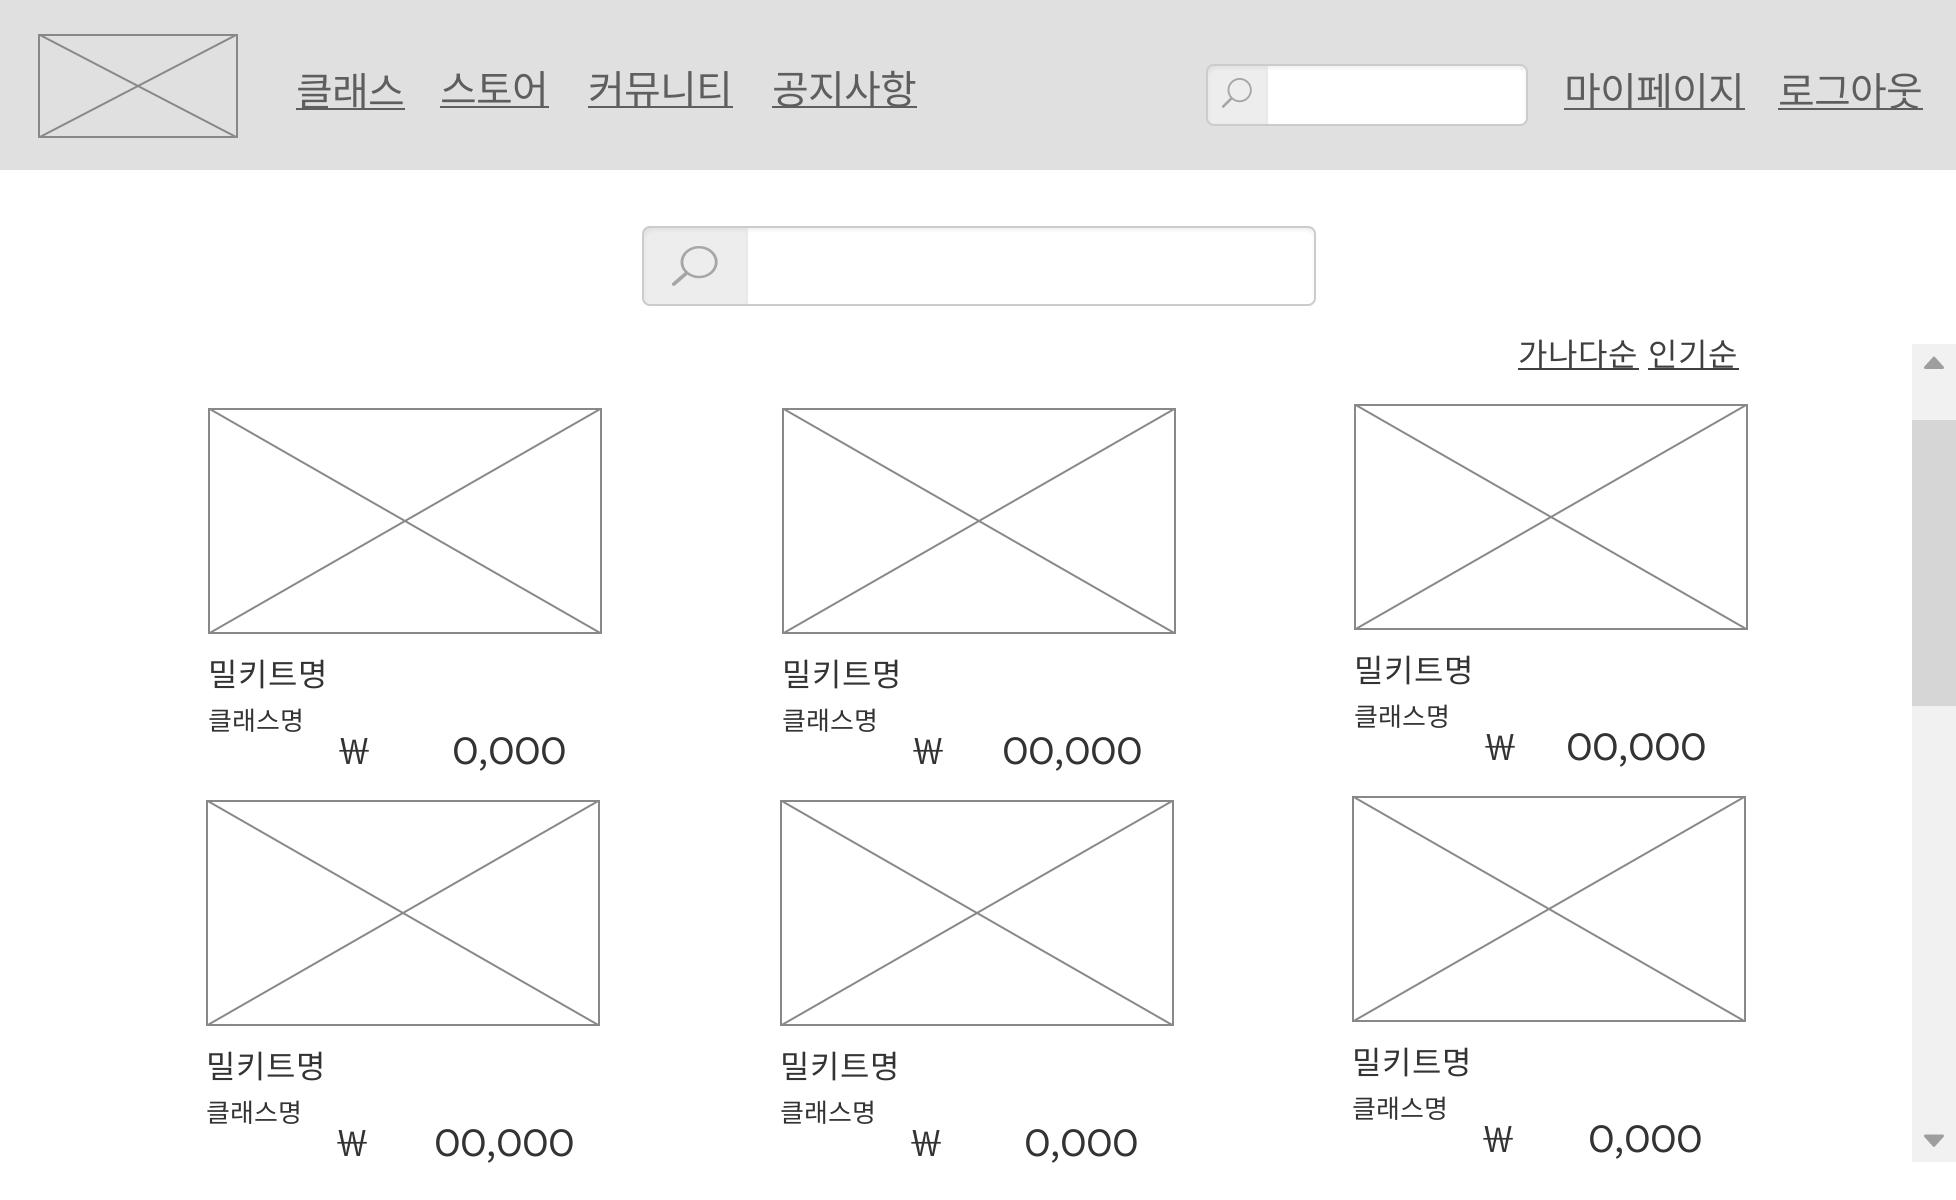 클래스 스토어 커뮤니티 공지사항 마이페이지 로그아웃
가나다순 인기순
밀키트명 밀키트명 밀키트명
클래스명 클래스명 클래스명
₩ 0,000 ₩ 00,000 ₩ 00,000
밀키트명 밀키트명 밀키트명
클래스명 클래스명 클래스명
₩ 00,000 ₩ 0,000 ₩ 0,000